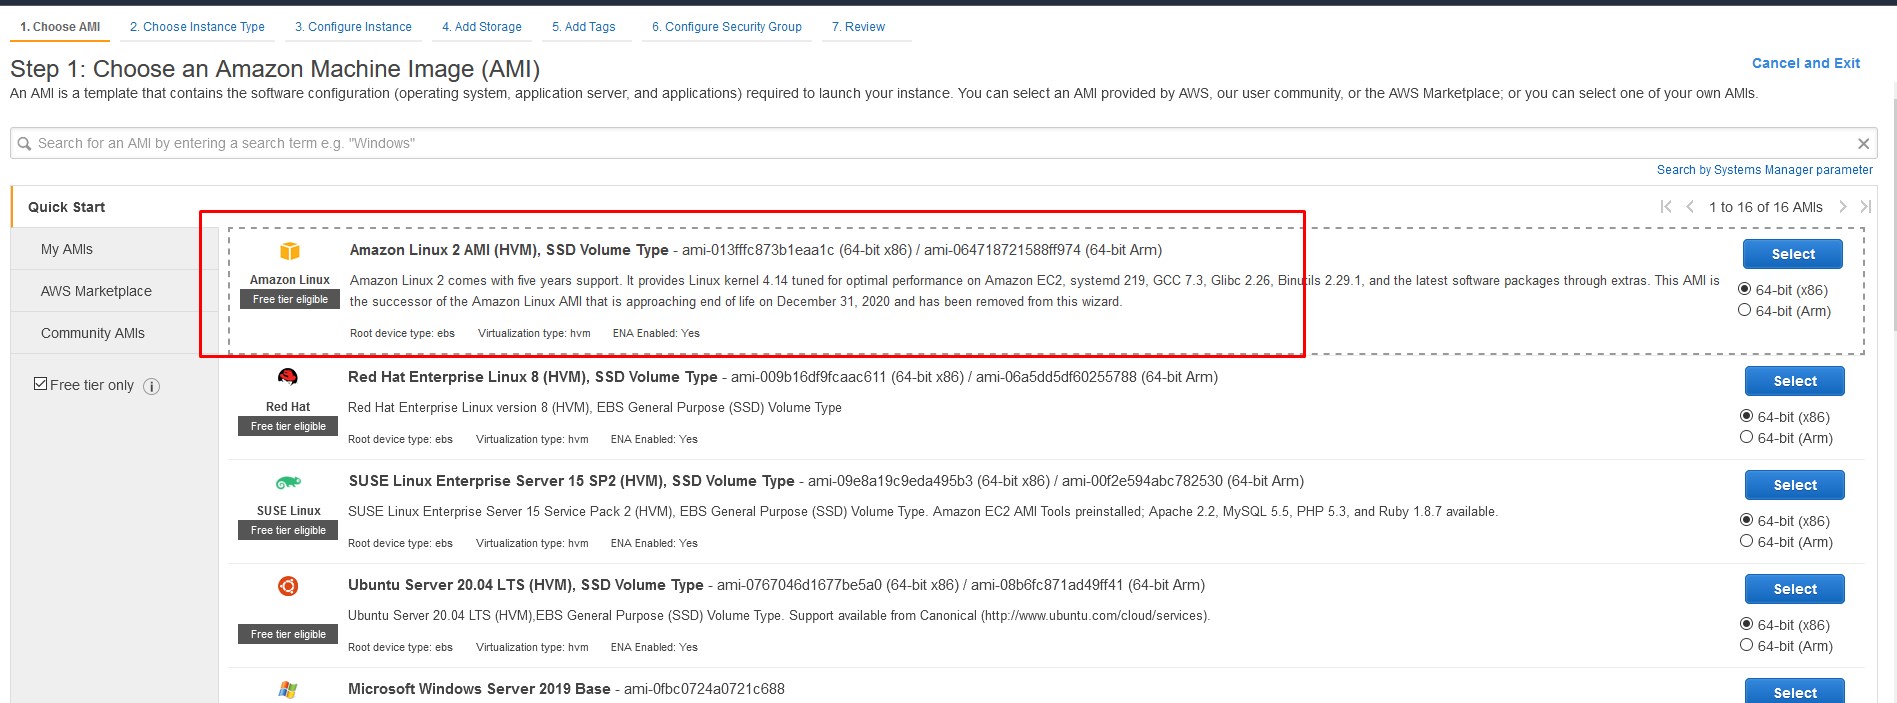 1. Choose AMI 2. Choose Instance Type 3. Configure Instance 4. Add Storage 5. Add Tags 6. Configure Security Group 7. Review
Step 1: Choose an Amazon Machine Image (AMI)
Cancel and Exit
An AMI is a template that contains the software configuration (operating system, application server, and applications) required to launch your instance. You can select an AMI provided by AWS, our user community, or the AWS Marketplace; or you can select one of your own AMIs.
Search for an AMI by entering a search term e.g. "Windows"
Search by Systems Manager parameter
Quick Start
My AMIs
AWS Marketplace
Community AMIs
Free tier only
1 to 16 of 16 AMIs
Amazon Linux
Free tier eligible
Amazon Linux 2 AMI (HVM), SSD Volume Type - ami-013fffc873b1eaa1c (64-bit x86) / ami-064718721588ff974 (64-bit Arm)
Amazon Linux 2 comes with five years support. It provides Linux kernel 4.14 tuned for optimal performance on Amazon EC2, systemd 219, GCC 7.3, Glibc 2.26, Binutils 2.29.1, and the latest software packages through extras. This AMI is
the successor of the Amazon Linux AMI that is approaching end of life on December 31, 2020 and has been removed from this wizard.
Root device type: ebs Virtualization type: hvm ENA Enabled: Yes
Select
64-bit (x86)
64-bit (Arm)
Red Hat
Free tier eligible
Red Hat Enterprise Linux 8 (HVM), SSD Volume Type - ami-009b16df9fcaac611 (64-bit x86) / ami-06a5dd5df60255788 (64-bit Arm)
Red Hat Enterprise Linux version 8 (HVM), EBS General Purpose (SSD) Volume Type
Root device type: ebs Virtualization type: hvm ENA Enabled: Yes
Select
64-bit (x86)
64-bit (Arm)
SUSE Linux
Free tier eligible
SUSE Linux Enterprise Server 15 SP2 (HVM), SSD Volume Type - ami-09e8a19c9eda495b3 (64-bit x86) / ami-00f2e594abc782530 (64-bit Arm)
SUSE Linux Enterprise Server 15 Service Pack 2 (HVM), EBS General Purpose (SSD) Volume Type. Amazon EC2 AMI Tools preinstalled; Apache 2.2, MySQL 5.5, PHP 5.3, and Ruby 1.8.7 available.
Root device type: ebs Virtualization type: hvm ENA Enabled: Yes
Select
64-bit (x86)
64-bit (Arm)
Free tier eligible
Ubuntu Server 20.04 LTS (HVM), SSD Volume Type - ami-0767046d1677be5a0 (64-bit x86) / ami-08b6fc871ad49ff41 (64-bit Arm)
Ubuntu Server 20.04 LTS (HVM),EBS General Purpose (SSD) Volume Type. Support available from Canonical (http://www.ubuntu.com/cloud/services).
Root device type: ebs Virtualization type: hvm ENA Enabled: Yes
Select
64-bit (x86)
64-bit (Arm)
Microsoft Windows Server 2019 Base - ami-0fbc0724a0721c688
Select